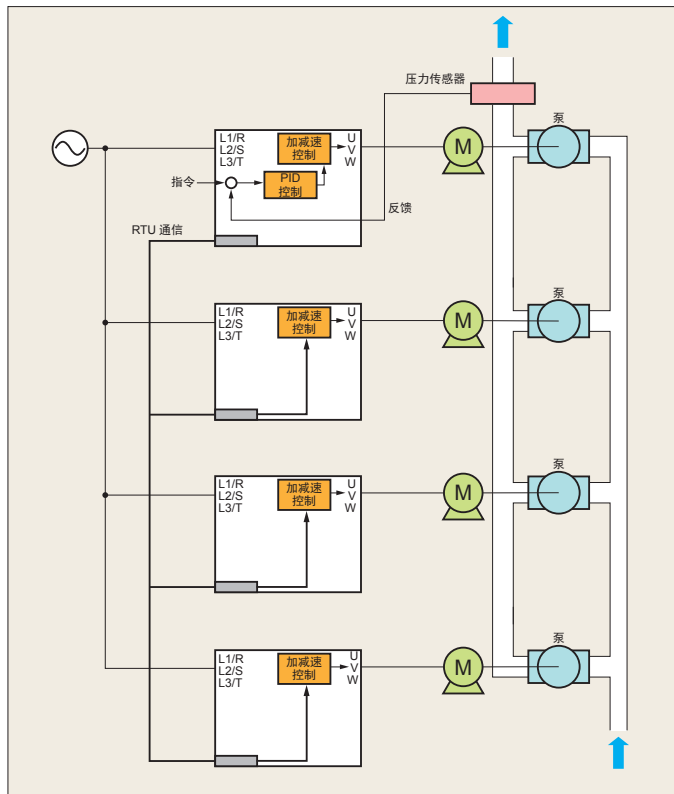 压力传感器
泵
L1/R
L2/S
L3/T
加减速
控制
U
V
W
M
指令
PID
控制
反馈
RTU 通信
泵
L1/R
L2/S
L3/T
加减速
控制
U
V
W
M
泵
L1/R
L2/S
L3/T
加减速
控制
U
V
W
M
泵
L1/R
L2/S
L3/T
加减速
控制
U
V
W
M